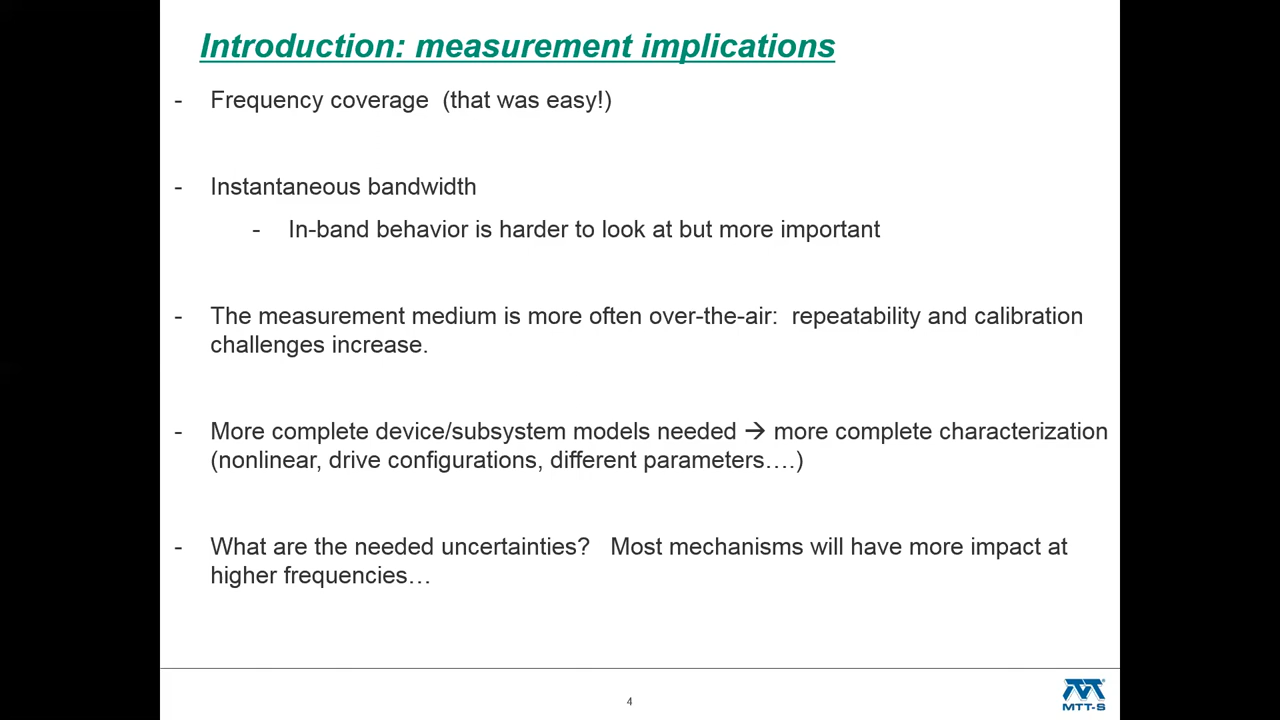 Introduction: measurement implications
- Frequency coverage  (that was easy!)
- Instantaneous bandwidth
- In-band behavior is harder to look at but more important
- The measurement medium is more often over-the-air:  repeatability and calibration
challenges increase.
- More complete device/subsystem models needed → more complete characterization
(nonlinear, drive configurations, different parameters….)
- What are the needed uncertainties?   Most mechanisms will have more impact at
higher frequencies…
4
MTT-S